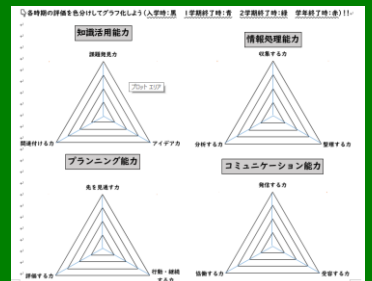 各時期の評価を色分けしてグラフ化しよう(入学時:黒 1学期終了時:青 2学期終了時:緑 学年終了時:赤)!!
知識活用能力
課題発見力
プロット エリア
関連付ける力
アイデア力
情報処理能力
収集する力
分析する力
整理する力
プランニング能力
先を見通す力
評価する力
行動・継続
する力
コミュニケーション能力
発信する力
協働する力
受容する力